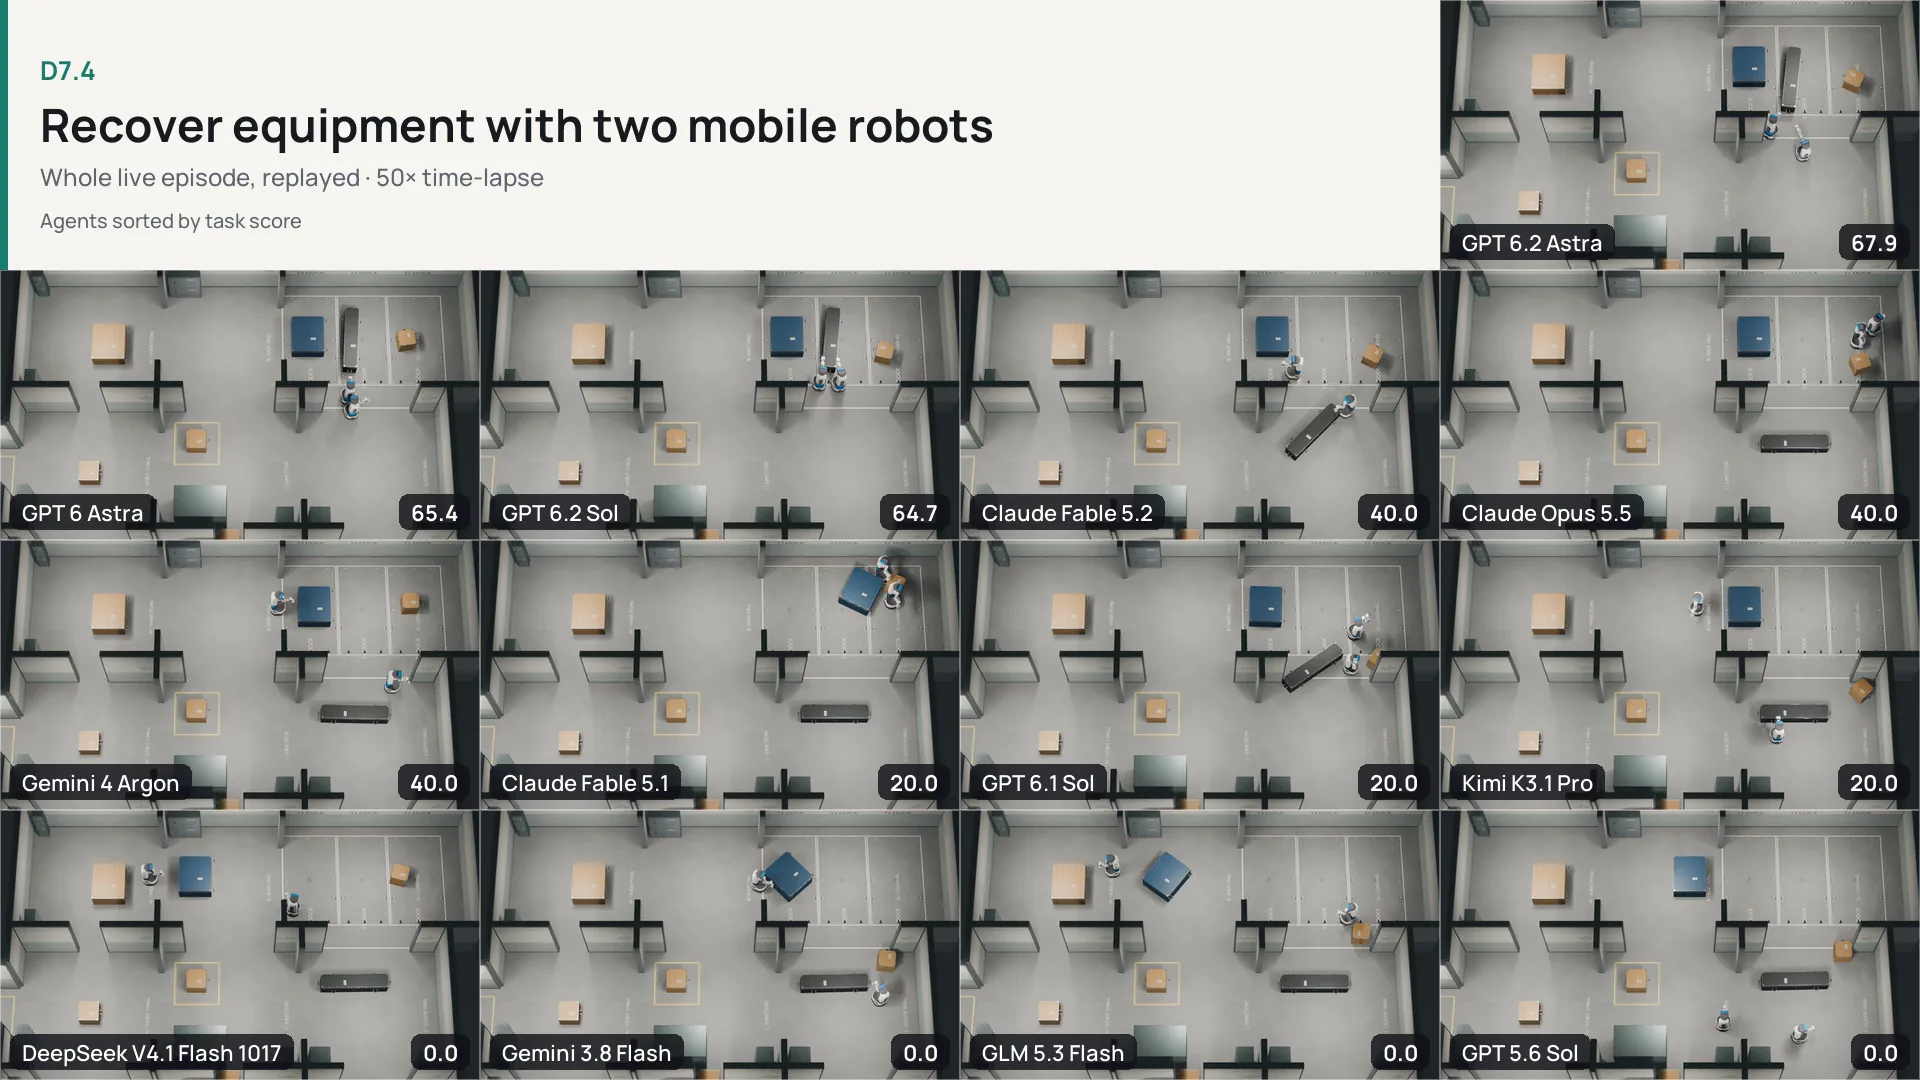 D7.4
Recover equipment with two mobile robots
Whole live episode, replayed · 50× time-lapse
Agents sorted by task score
GPT 6.2 Astra
67.9
GPT 6 Astra
65.4
GPT 6.2 Sol
64.7
Claude Fable 5.2
40.0
Claude Opus 5.5
40.0
Gemini 4 Argon
40.0
Claude Fable 5.1
20.0
GPT 6.1 Sol
20.0
Kimi K3.1 Pro
20.0
DeepSeek V4.1 Flash 1017
0.0
Gemini 3.8 Flash
0.0
GLM 5.3 Flash
0.0
GPT 5.6 Sol
0.0